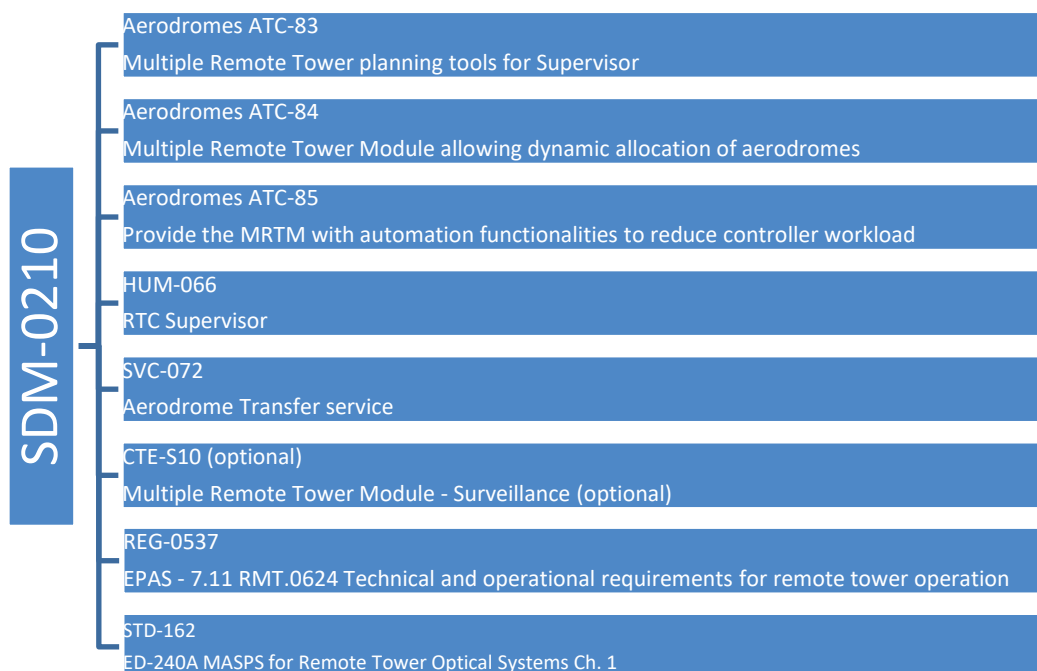 SDM-0210
Aerodromes ATC-83
Multiple Remote Tower planning tools for Supervisor
Aerodromes ATC-84
Multiple Remote Tower Module allowing dynamic allocation of aerodromes
Aerodromes ATC-85
Provide the MRTM with automation functionalities to reduce controller workload
HUM-066
RTC Supervisor
SVC-072
Aerodrome Transfer service
CTE-S10 (optional)
Multiple Remote Tower Module - Surveillance (optional)
REG-0537
EPAS - 7.11 RMT.0624 Technical and operational requirements for remote tower operation
STD-162
ED-240A MASPS for Remote Tower Optical Systems Ch. 1